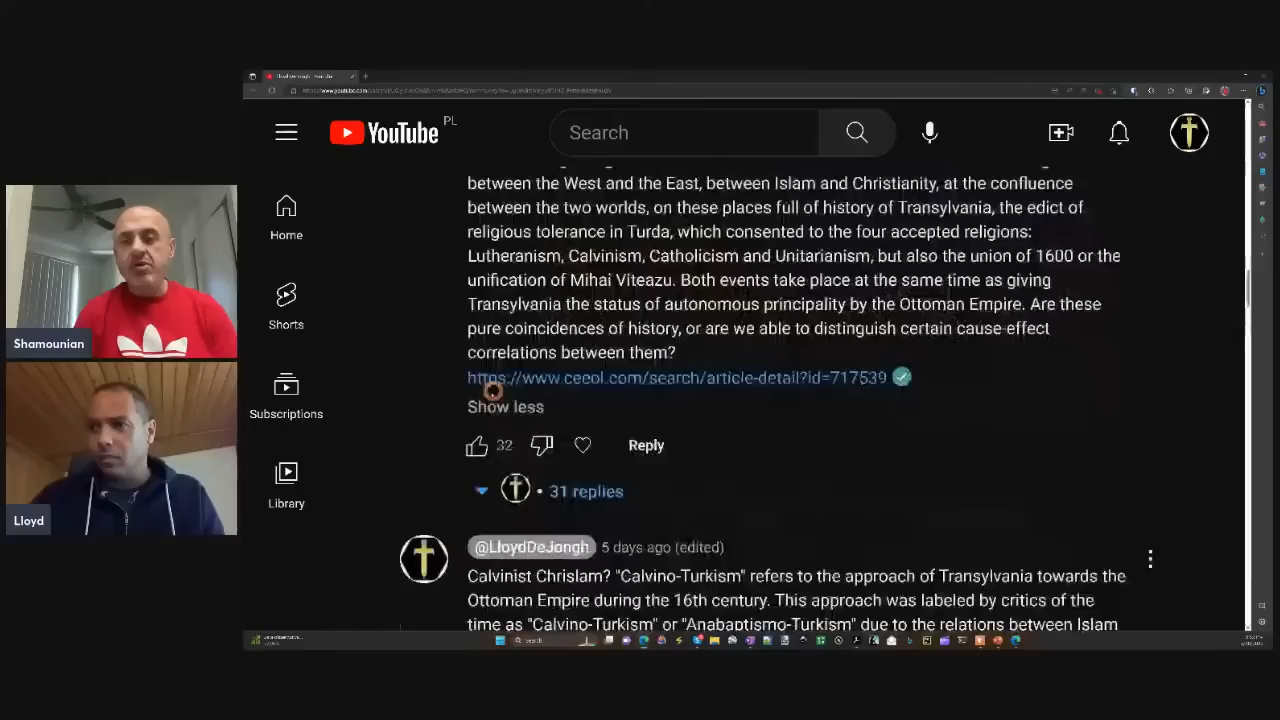 YouTube PL
Search
Home
Shorts
Subscriptions
Library
between the West and the East, between Islam and Christianity, at the confluence
between the two worlds, on these places full of history of Transylvania, the edict of
religious tolerance in Turda, which consented to the four accepted religions:
Lutheranism, Calvinism, Catholicism and Unitarianism, but also the union of 1600 or the
unification of Mihai Viteazu. Both events take place at the same time as giving
Transylvania the status of autonomous principality by the Ottoman Empire. Are these
pure coincidences of history, or are we able to distinguish certain cause-effect
correlations between them?
https://www.ceeol.com/search/article-detail?id=717539
Show less
32
Reply
• 31 replies
@LloydDeJongh 5 days ago (edited)
Calvinist Chrislam? "Calvino-Turkism" refers to the approach of Transylvania towards the
Ottoman Empire during the 16th century. This approach was labeled by critics of the
time as "Calvino-Turkism" or "Anabaptismo-Turkism" due to the relations between Islam
Shamounian
Lloyd
Search